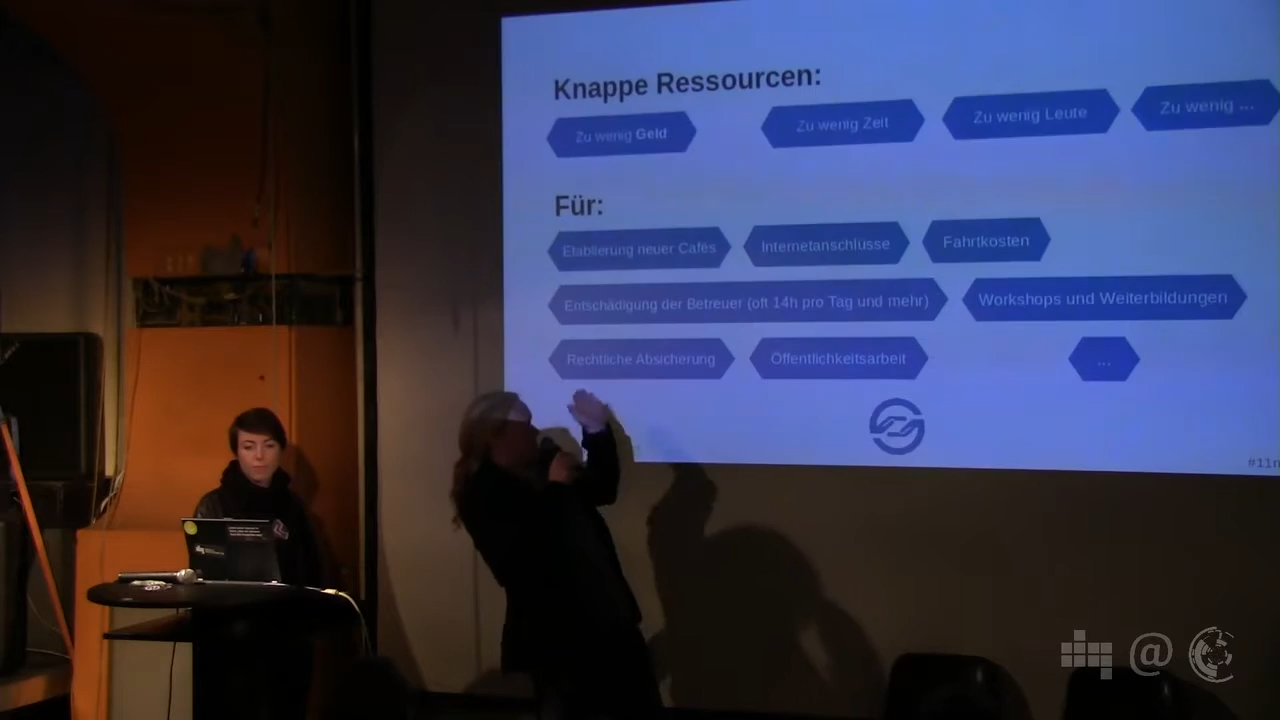 Knappe Ressourcen:
Zu wenig Geld
Zu wenig Zeit
Zu wenig Leute
Zu wenig ...
Für:
Etablierung neuer Cafés
Internetanschlüsse
Fahrtkosten
Entschädigung der Betreuer (oft 14h pro Tag und mehr)
Workshops und Weiterbildungen
Rechtliche Absicherung
Öffentlichkeitsarbeit
...
@